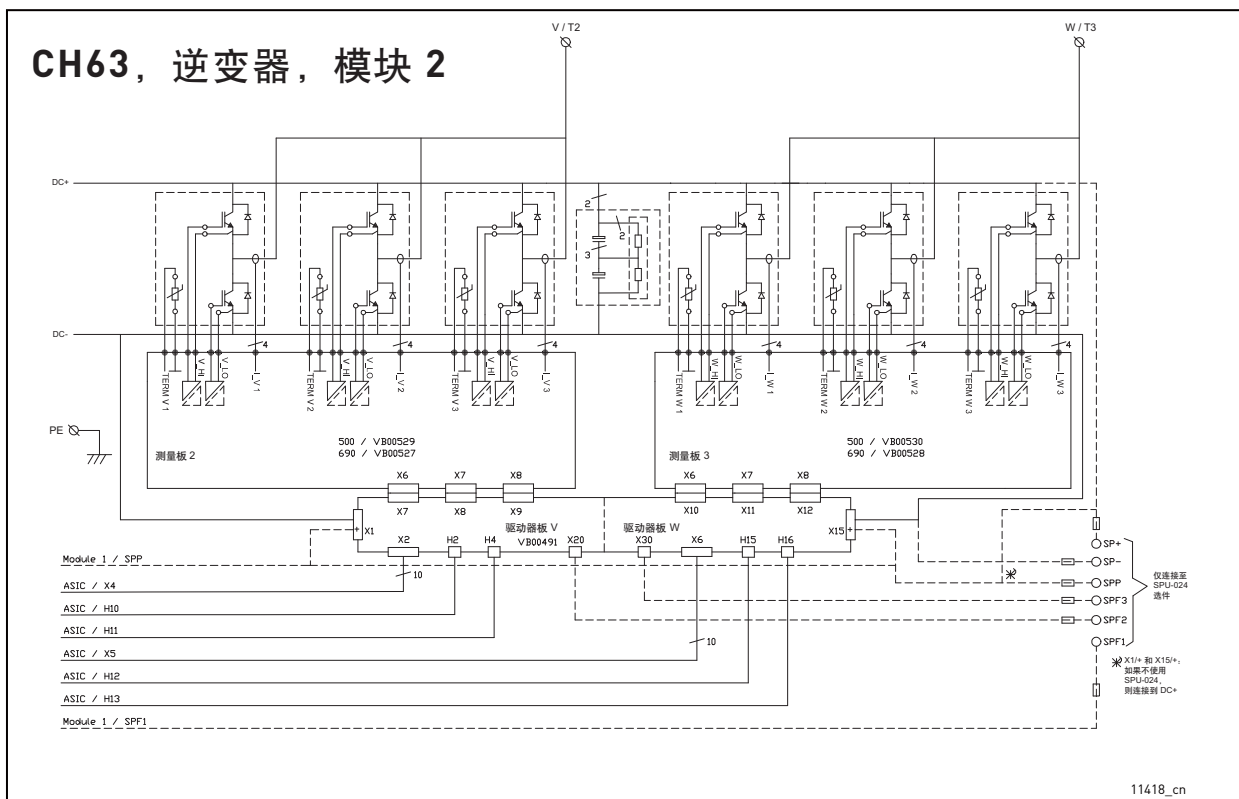 CH63, 逆变器, 模块 2
V / T2
W / T3
DC+
2
2
3
DC-
4
4
4
4
4
4
TERM V 1
V_HI
V_LO
I_V 1
TERM V 2
V_HI
V_LO
I_V 2
TERM V 3
V_HI
V_LO
I_V 3
TERM W 1
W_HI
W_LO
I_W 1
TERM W 2
W_HI
W_LO
I_W 2
TERM W 3
W_HI
W_LO
I_W 3
PE
500 / VB00529
690 / VB00527
测量板 2
500 / VB00530
690 / VB00528
测量板 3
X6
X7
X8
X6
X7
X8
X7
X8
X9
X10
X11
X12
+
X1
驱动器板 V
VB00491
驱动器板 W
X15
+
X2
H2
H4
X20
X30
X6
H15
H16
Module 1 / SPP
10
ASIC / X4
ASIC / H10
ASIC / H11
10
ASIC / X5
ASIC / H12
ASIC / H13
Module 1 / SPF1
SP+
SP-
SPP
SPF3
SPF2
SPF1
仅连接至
SPU-024
选件
X1/+ 和 X15/+:
如果不使用
SPU-024,
则连接到 DC+
11418_cn